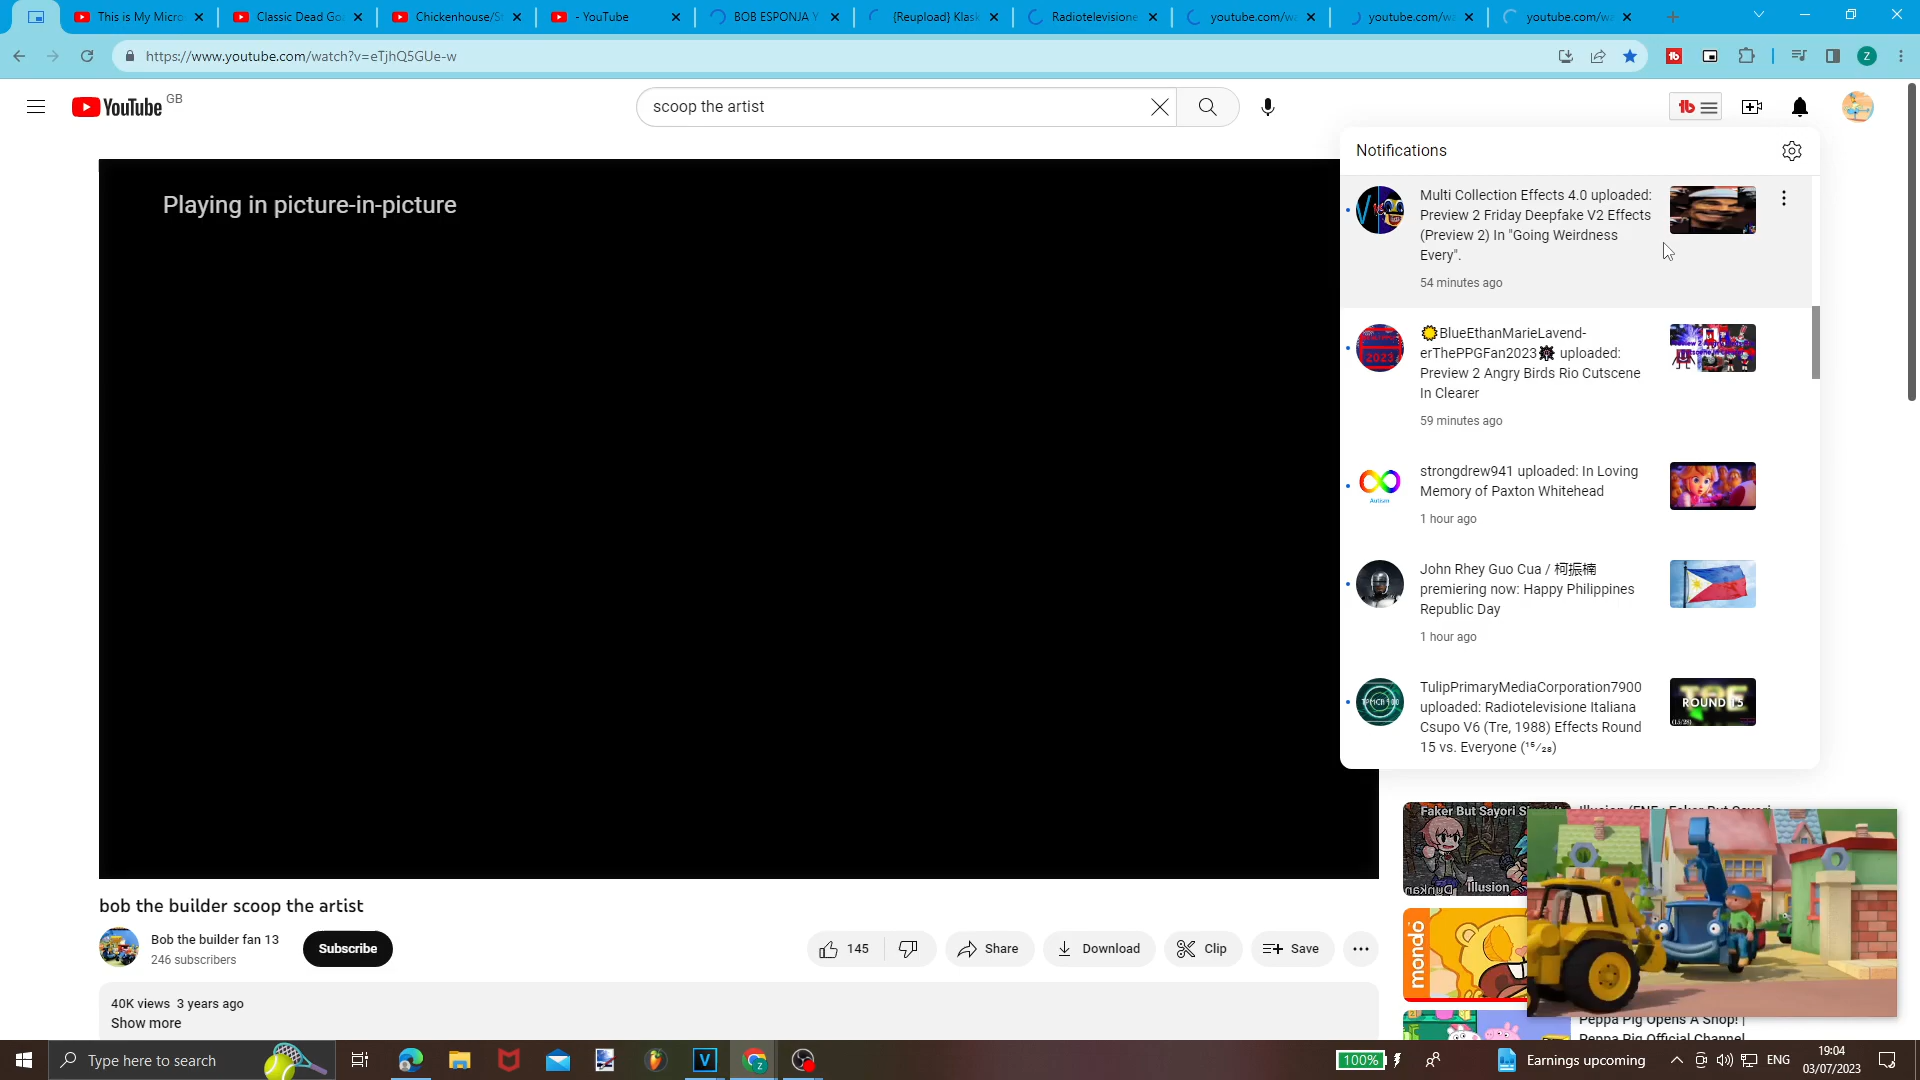 This is My Micro
Classic Dead Go
Chickenhouse/S
- YouTube
BOB ESPONJA Y
{Reupload} Klas
Radiotelevisione
youtube.com/w
youtube.com/w
youtube.com/w
https://www.youtube.com/watch?v=eTjhQ5GUe-w
Z
YouTube GB
scoop the artist
Notifications
Playing in picture-in-picture
Multi Collection Effects 4.0 uploaded:
Preview 2 Friday Deepfake V2 Effects
(Preview 2) In "Going Weirdness
Every".
54 minutes ago
BlueEthanMarieLavend-
erThePPGFan2023 uploaded:
Preview 2 Angry Birds Rio Cutscene
In Clearer
59 minutes ago
2023
strongdrew941 uploaded: In Loving
Memory of Paxton Whitehead
1 hour ago
Autism
John Rhey Guo Cua / 柯振楠
premiering now: Happy Philippines
Republic Day
1 hour ago
TulipPrimaryMediaCorporation7900
uploaded: Radiotelevisione Italiana
Csupo V6 (Tre, 1988) Effects Round
15 vs. Everyone (¹⁵⁄₂₈)
ROUND 15
Faker But Sayori
Illusion
mondo
Peppa Pig Opens A Shop! |
Peppa Pig Official Channel
bob the builder scoop the artist
Bob the builder fan 13
246 subscribers
Subscribe
145
Share
Download
Clip
Save
40K views 3 years ago
Show more
Type here to search
100%
Earnings upcoming
ENG
19:04
03/07/2023